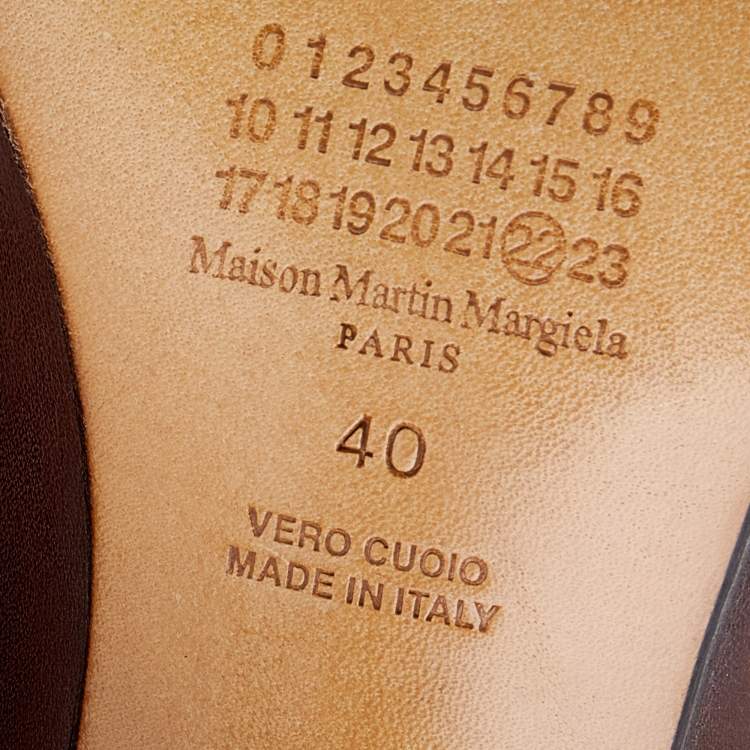 0 1 2 3 4 5 6 7 8 9
10 11 12 13 14 15 16
17 18 19 20 21 22 23
Maison Martin Margiela
PARIS
40
VERO CUOIO
MADE IN ITALY